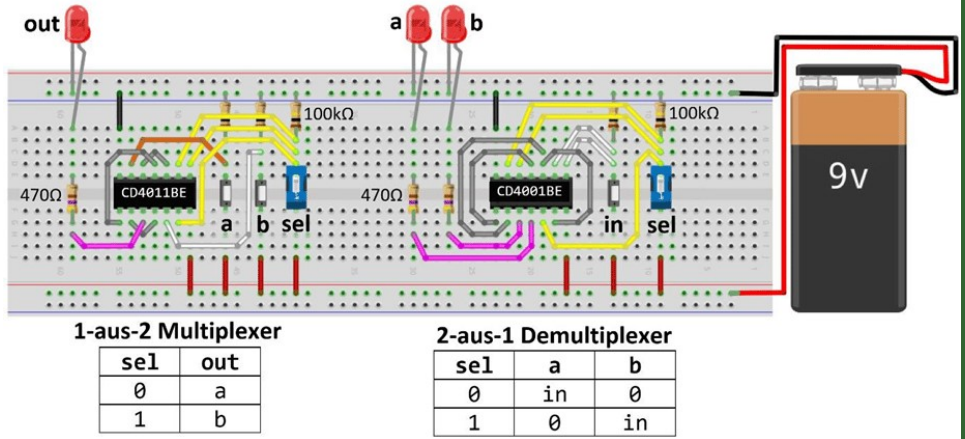 out
a
b
100kΩ
100kΩ
470Ω
CD4011BE
a
b
sel
470Ω
CD4001BE
in
sel
9v
1-aus-2 Multiplexer
sel out
0 a
1 b
2-aus-1 Demultiplexer
sel a b
0 in 0
1 0 in